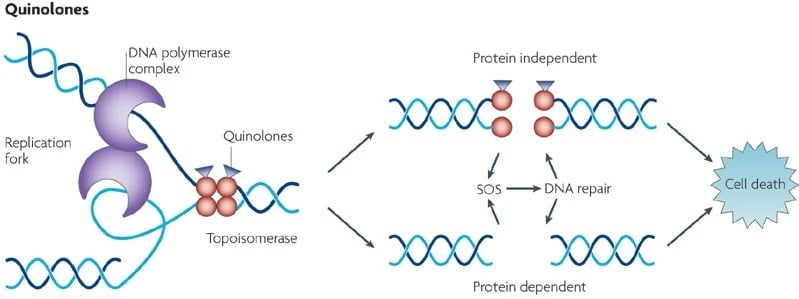 Quinolones
DNA polymerase
complex
Replication
fork
Quinolones
Topoisomerase
Protein independent
SOS
DNA repair
Protein dependent
Cell death